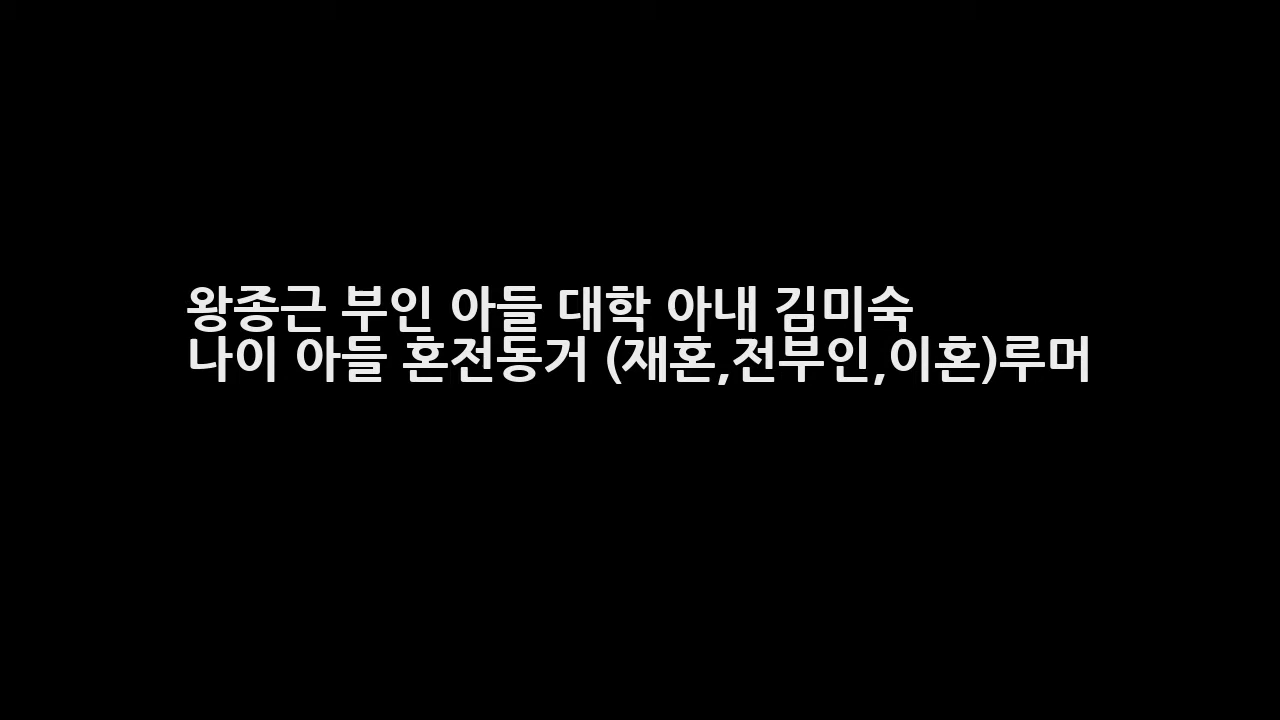 왕종근 부인 아들 대학 아내 김미숙
나이 아들 혼전동거 (재혼,전부인,이혼)루머